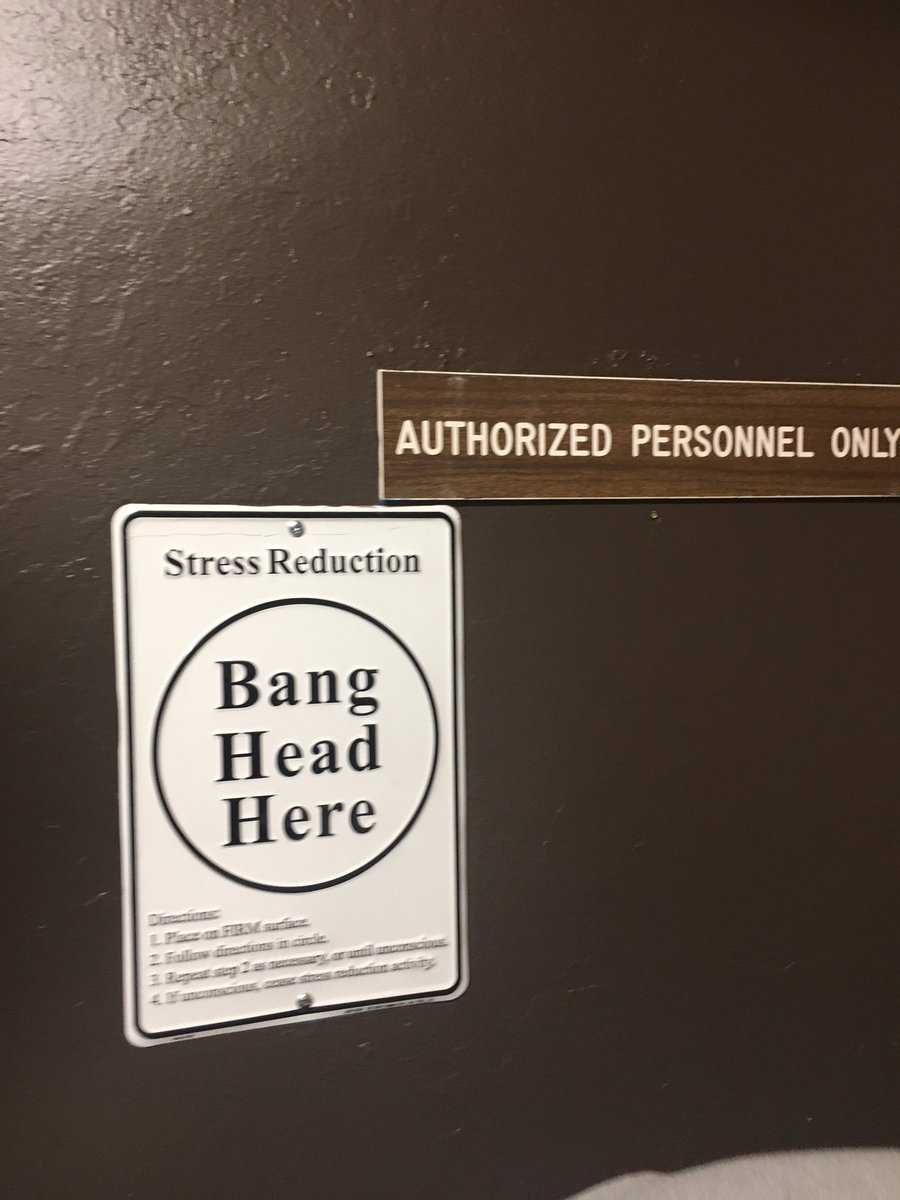 AUTHORIZED PERSONNEL ONLY
Stress Reduction
Bang
Head
Here
Directions:
1. Place on FIRM surface.
2. Follow directions in circle.
3. Repeat step 2 as necessary, or until unconscious.
4. If unconscious, cease stress reduction activity.